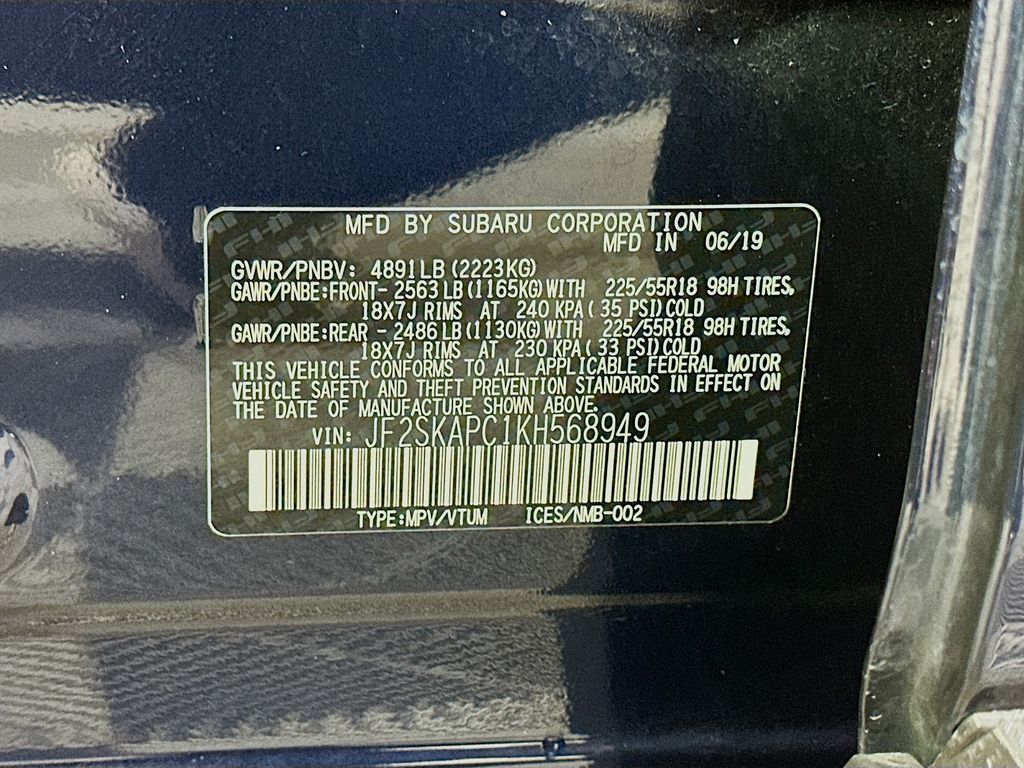 MFD BY SUBARU CORPORATION
MFD IN 06/19
GVWR/PNBV: 4891LB(2223KG)
GAWR/PNBE:FRONT- 2563LB(1165KG)WITH 225/55R18 98H TIRES,
18X7J RIMS AT 240 KPA( 35 PSI)COLD
GAWR/PNBE:REAR - 2486LB(1130KG)WITH 225/55R18 98H TIRES,
18X7J RIMS AT 230 KPA( 33 PSI)COLD
THIS VEHICLE CONFORMS TO ALL APPLICABLE FEDERAL MOTOR
VEHICLE SAFETY AND THEFT PREVENTION STANDARDS IN EFFECT ON
THE DATE OF MANUFACTURE SHOWN ABOVE.
VIN: JF2SKAPC1KH568949
TYPE:MPV/VTUM ICES/NMB-002